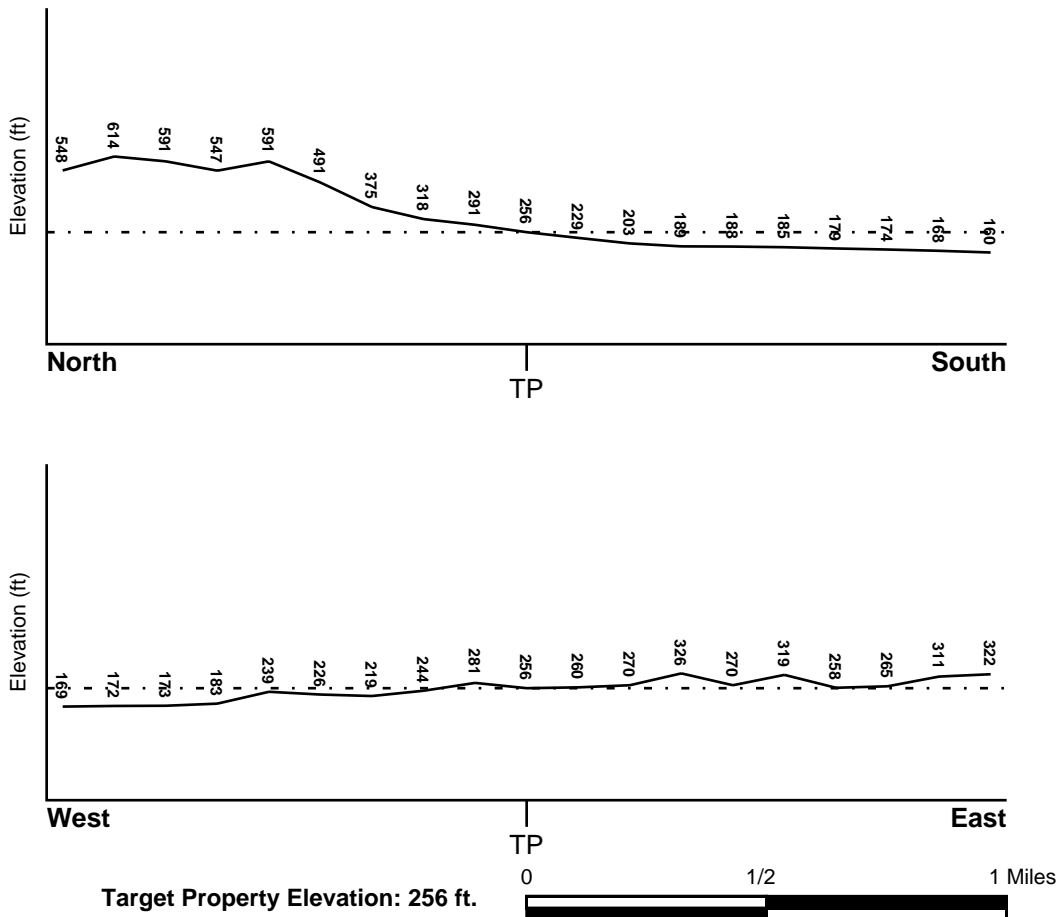 Elevation (ft)
548 614 591 547 591 491 375 318 291 256 229 203 189 188 185 179 174 168 160
North South
TP
Elevation (ft)
169 172 173 183 239 226 219 244 281 256 260 270 326 270 319 258 265 311 322
West East
TP
Target Property Elevation: 256 ft.
0 1/2 1 Miles